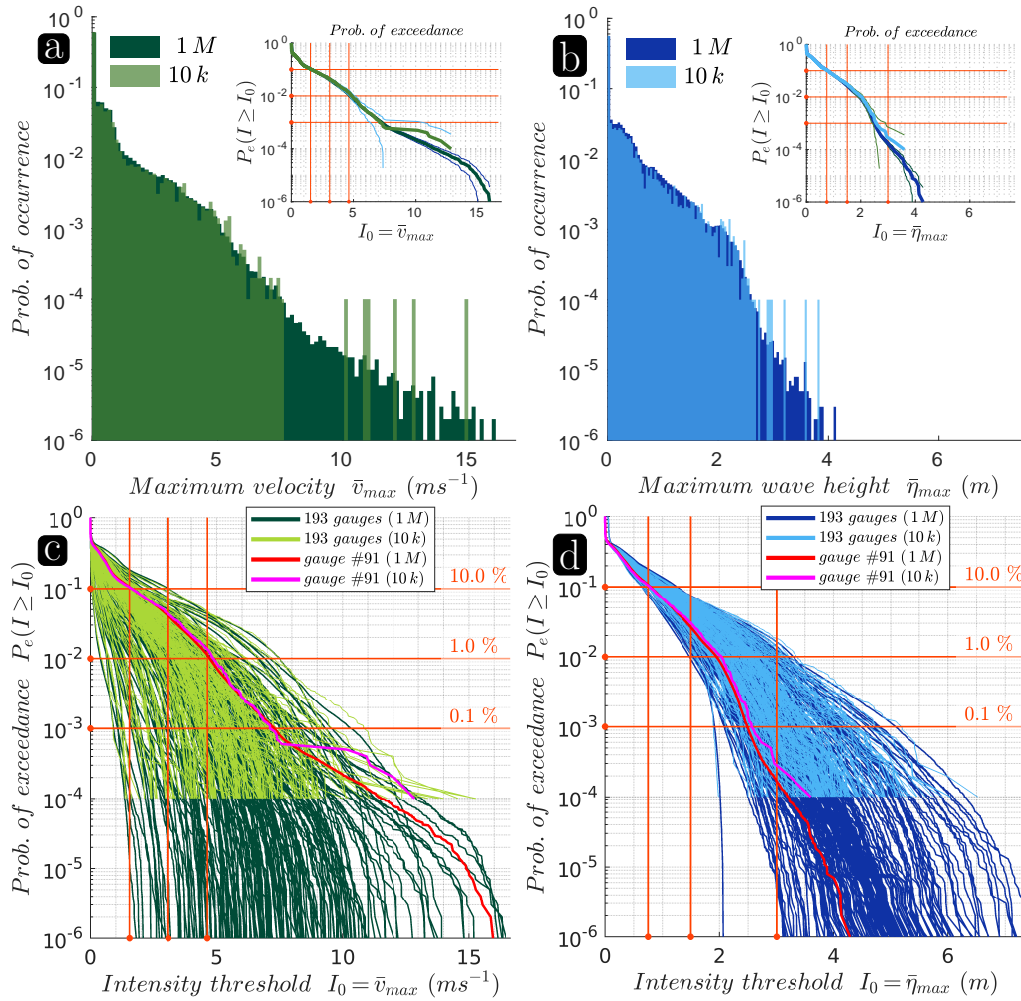 a
1 M
10 k
Prob. of occurrence
10^0
10^-1
10^-2
10^-3
10^-4
10^-5
10^-6
0 5 10 15
Maximum velocity v̄_max (ms^-1)
Prob. of exceedance
P_e(I ≥ I_0)
10^0
10^-2
10^-4
10^-6
0 5 10 15
I_0 = v̄_max
b
1 M
10 k
Prob. of occurrence
10^0
10^-1
10^-2
10^-3
10^-4
10^-5
10^-6
0 2 4 6
Maximum wave height η̄_max (m)
Prob. of exceedance
P_e(I ≥ I_0)
10^0
10^-2
10^-4
10^-6
0 2 4 6
I_0 = η̄_max
c
193 gauges (1 M)
193 gauges (10 k)
gauge #91 (1 M)
gauge #91 (10 k)
10.0 %
1.0 %
0.1 %
Prob. of exceedance P_e(I ≥ I_0)
10^0
10^-1
10^-2
10^-3
10^-4
10^-5
10^-6
0 5 10 15
Intensity threshold I_0 = v̄_max (ms^-1)
d
193 gauges (1 M)
193 gauges (10 k)
gauge #91 (1 M)
gauge #91 (10 k)
10.0 %
1.0 %
0.1 %
Prob. of exceedance P_e(I ≥ I_0)
10^0
10^-1
10^-2
10^-3
10^-4
10^-5
10^-6
0 2 4 6
Intensity threshold I_0 = η̄_max (m)